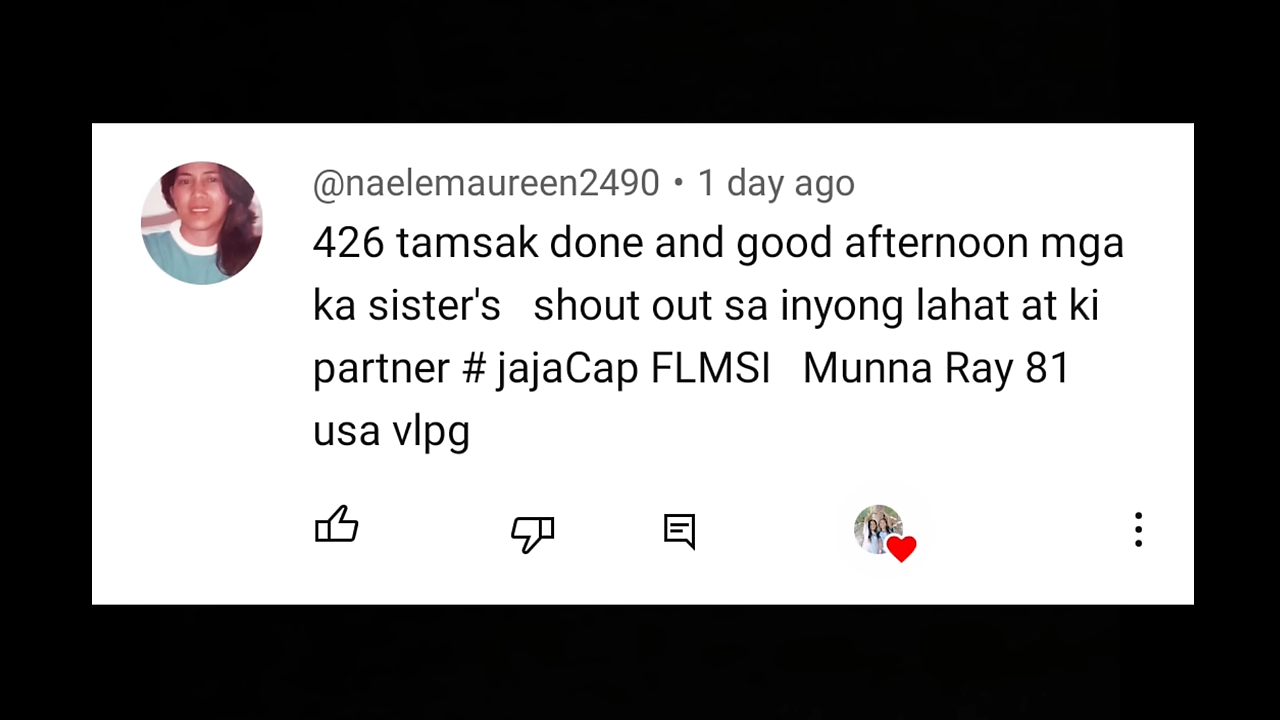 @naelemaureen2490 • 1 day ago
426 tamsak done and good afternoon mga
ka sister's   shout out sa inyong lahat at ki
partner # jajaCap FLMSI   Munna Ray 81
usa vlpg